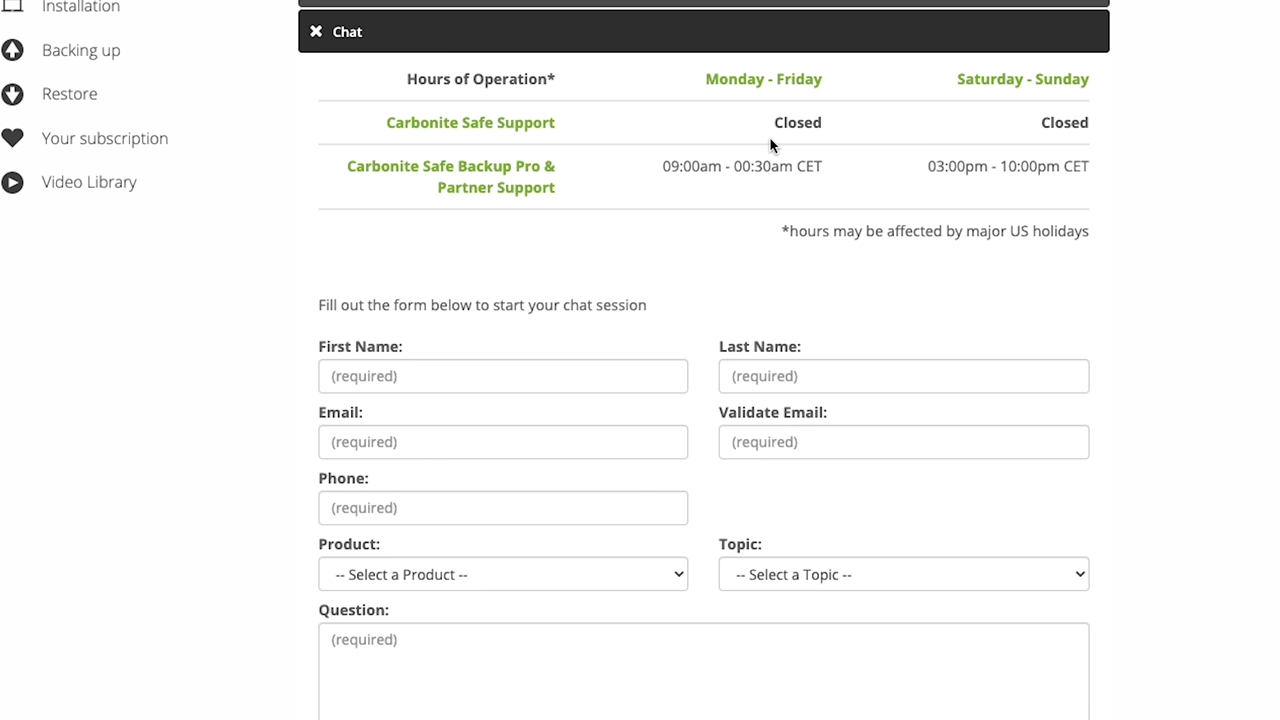 Installation
Backing up
Restore
Your subscription
Video Library
Chat
Hours of Operation* Monday - Friday Saturday - Sunday
Carbonite Safe Support Closed Closed
Carbonite Safe Backup Pro & 09:00am - 00:30am CET 03:00pm - 10:00pm CET
Partner Support
*hours may be affected by major US holidays
Fill out the form below to start your chat session
First Name: Last Name:
(required) (required)
Email: Validate Email:
(required) (required)
Phone:
(required)
Product: Topic:
-- Select a Product -- -- Select a Topic --
Question:
(required)